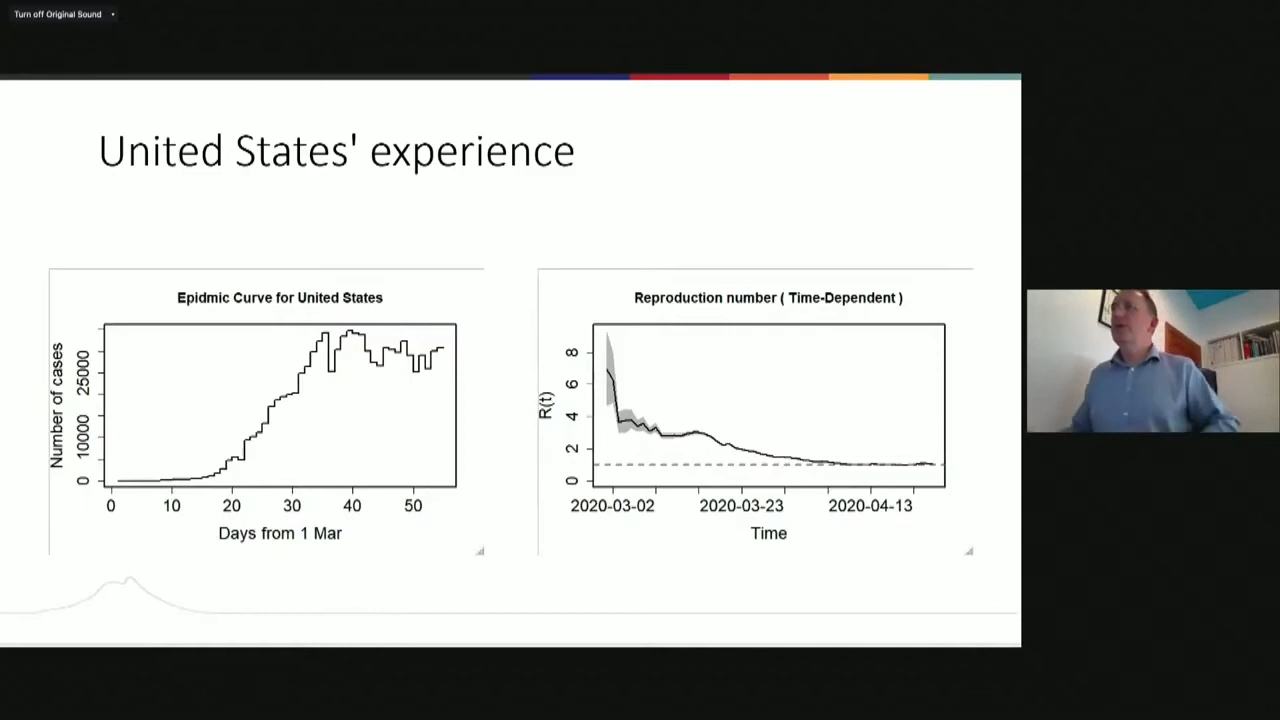 Turn off Original Sound
United States' experience
Epidmic Curve for United States
Number of cases
0 10000 25000
0 10 20 30 40 50
Days from 1 Mar
Reproduction number ( Time-Dependent )
R(t)
0 2 4 6 8
2020-03-02 2020-03-23 2020-04-13
Time